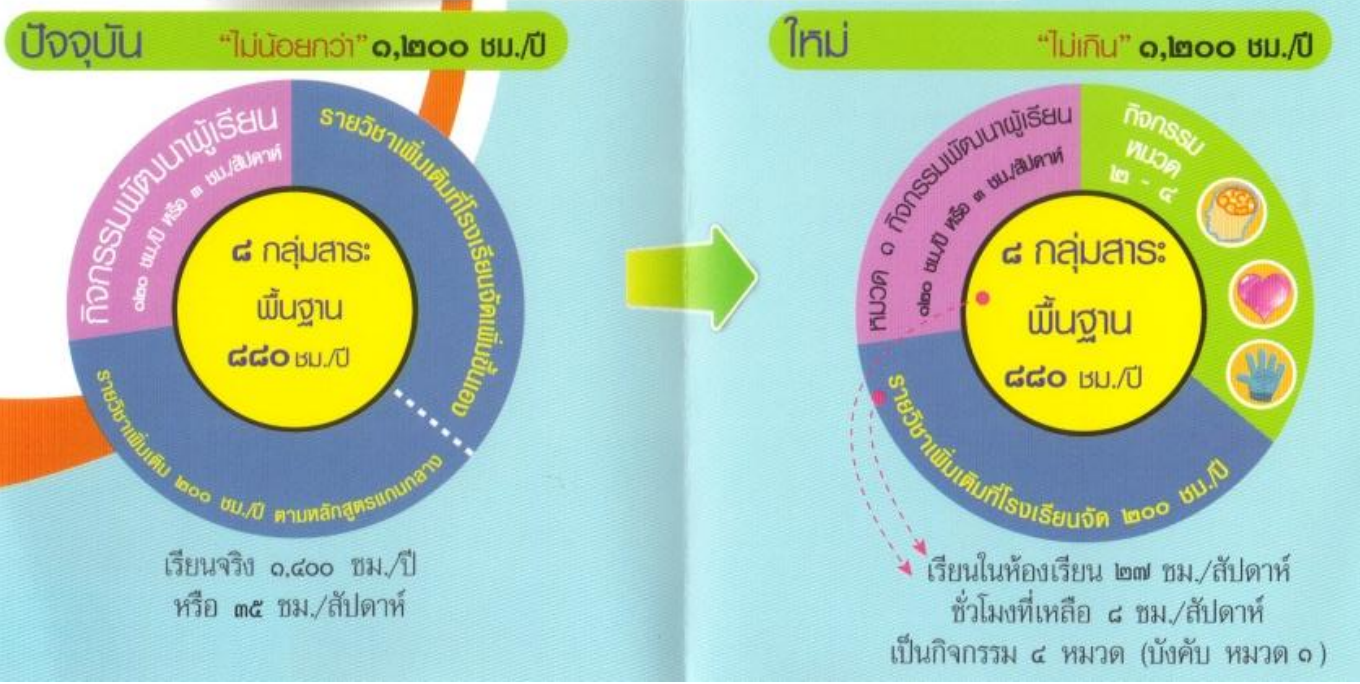 ปัจจุบัน "ไม่น้อยกว่า" ๑,๒๐๐ ชม./ปี
กิจกรรมพัฒนาผู้เรียน
๑๒๐ ชม./ปี หรือ ๓ ชม./สัปดาห์
รายวิชาเพิ่มเติมที่โรงเรียนจัดเพิ่มขึ้นเอง
๘ กลุ่มสาระ
พื้นฐาน
๘๘๐ ชม./ปี
รายวิชาเพิ่มเติม ๒๐๐ ชม./ปี ตามหลักสูตรแกนกลาง
เรียนจริง ๑,๔๐๐ ชม./ปี
หรือ ๓๕ ชม./สัปดาห์
ใหม่ "ไม่เกิน" ๑,๒๐๐ ชม./ปี
หมวด ๑ กิจกรรมพัฒนาผู้เรียน
๑๒๐ ชม./ปี หรือ ๓ ชม./สัปดาห์
กิจกรรม
หมวด
๒ - ๔
๘ กลุ่มสาระ
พื้นฐาน
๘๘๐ ชม./ปี
รายวิชาเพิ่มเติมที่โรงเรียนจัด ๒๐๐ ชม./ปี
เรียนในห้องเรียน ๒๗ ชม./สัปดาห์
ชั่วโมงที่เหลือ ๘ ชม./สัปดาห์
เป็นกิจกรรม ๔ หมวด (บังคับ หมวด ๑)